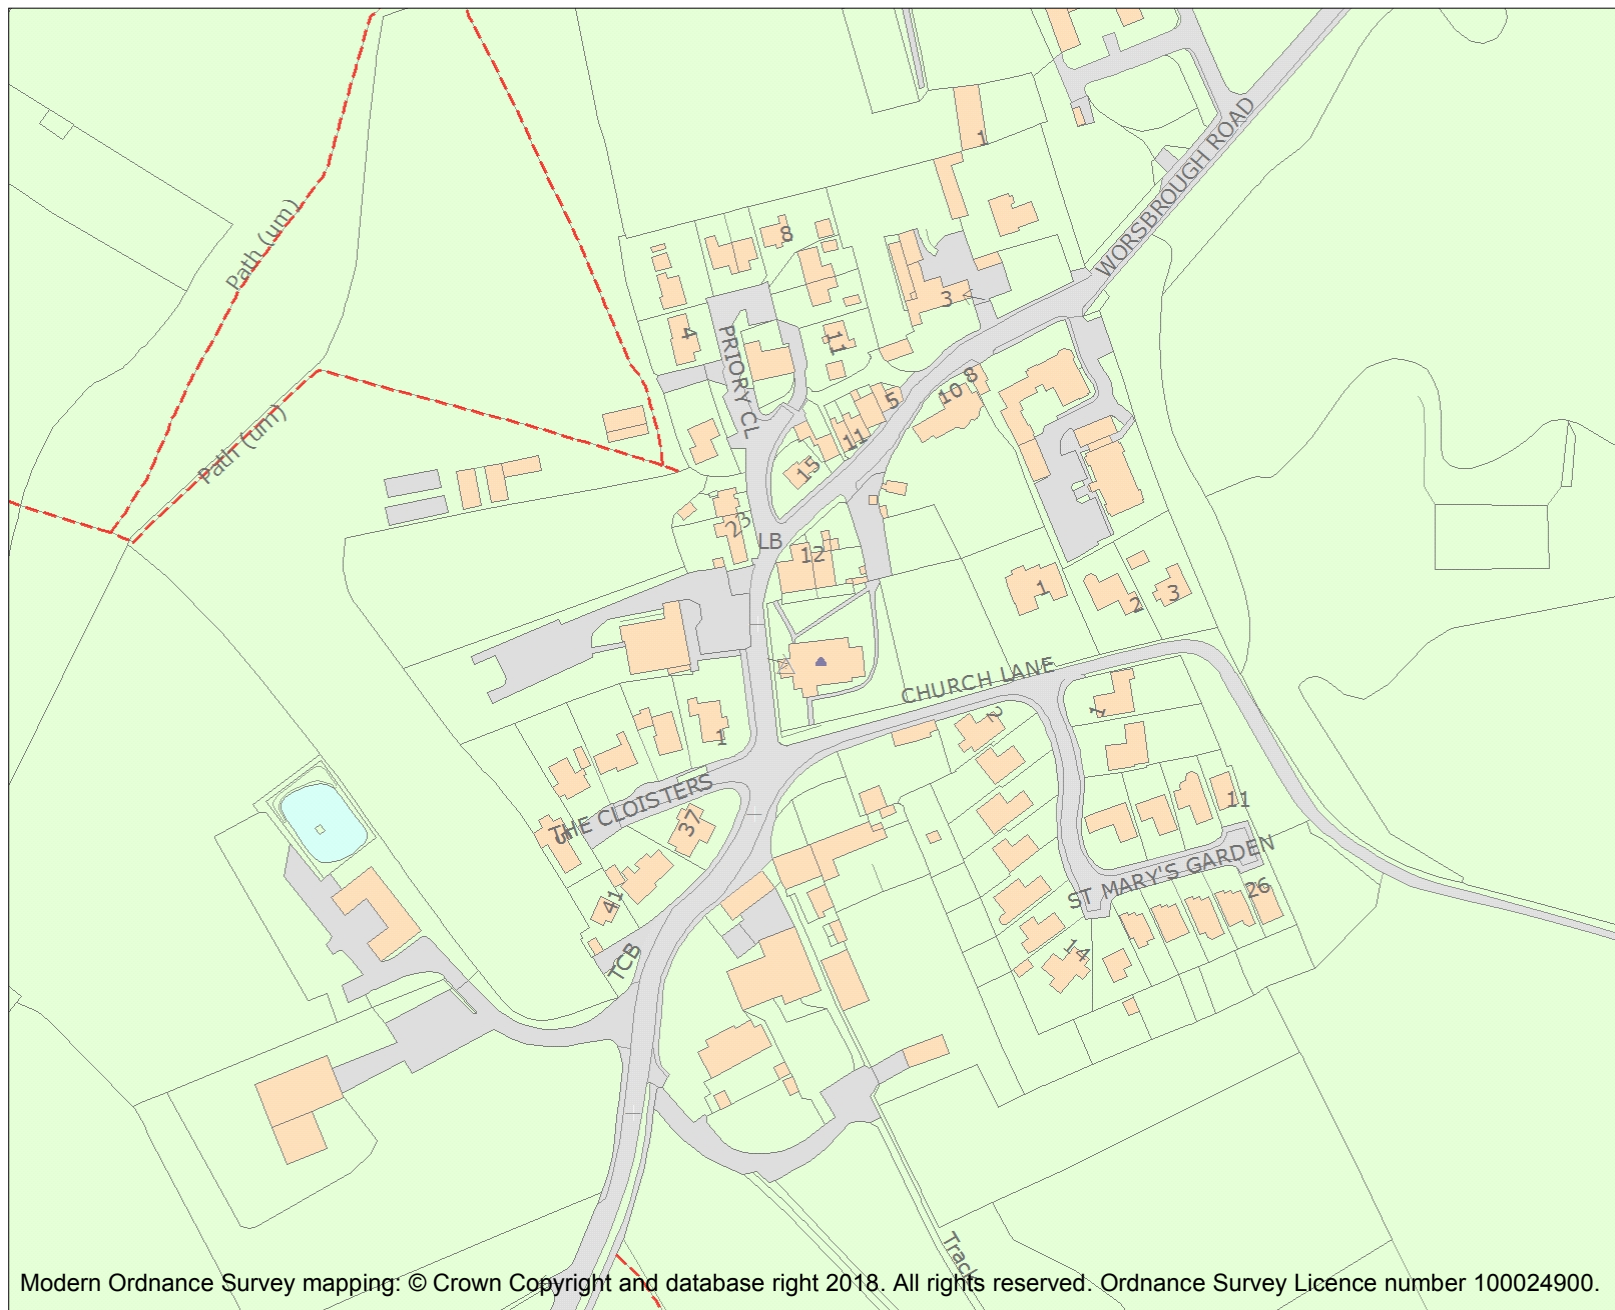 1
WORSBROUGH ROAD
Path (um)
8
3
4
PRIORY CL
11
8
10
5
11
Path (um)
15
23
LB
12
1
2
3
CHURCH LANE
1
2
1
THE CLOISTERS
5
37
11
ST MARY'S GARDEN
26
41
14
TCB
Track
Modern Ordnance Survey mapping: © Crown Copyright and database right 2018. All rights reserved. Ordnance Survey Licence number 100024900.